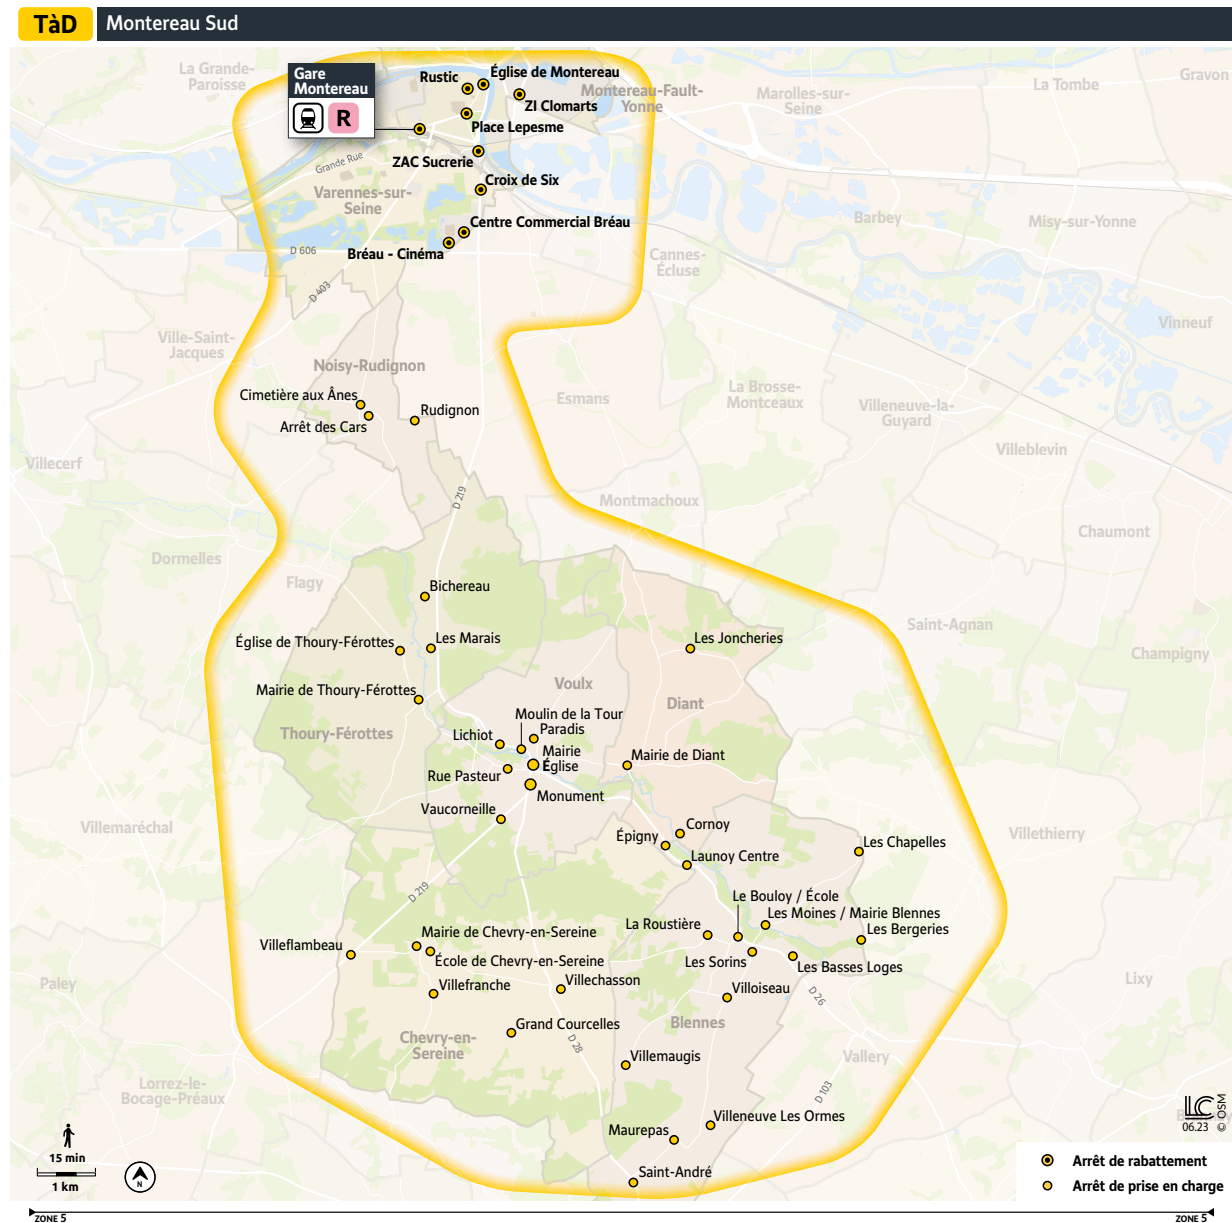 TàD
Montereau Sud
La Grande-
Paroisse
Gare
Montereau
R
Rustic
Église de Montereau
ZI Clomarts
Montereau-Fault-
Yonne
Marolles-sur-
Seine
La Tombe
Gravon
Place Lepesme
Grande Rue
ZAC Sucrerie
Croix de Six
Varennes-sur-
Seine
Centre Commercial Bréau
Bréau - Cinéma
D 606
Barbey
Misy-sur-Yonne
Cannes-
Écluse
D 403
Vinneuf
Ville-Saint-
Jacques
Noisy-Rudignon
Cimetière aux Ânes
Arrêt des Cars
Rudignon
Esmans
La Brosse-
Montceaux
Villeneuve-la-
Guyard
Villeblevin
Villecerf
D 219
Montmachoux
Chaumont
Dormelles
Flagy
Bichereau
Saint-Agnan
Église de Thoury-Férottes
Les Marais
Les Joncheries
Champigny
Mairie de Thoury-Férottes
Voulx
Diant
Thoury-Férottes
Moulin de la Tour
Paradis
Lichiot
Mairie
Église
Mairie de Diant
Rue Pasteur
Monument
Vaucorneille
Villemaréchal
Cornoy
Épigny
Launoy Centre
Les Chapelles
Villethierry
D 219
Le Bouloy / École
Les Moines / Mairie Blennes
Les Bergeries
La Roustière
Mairie de Chevry-en-Sereine
Villeflambeau
École de Chevry-en-Sereine
Les Sorins
Les Basses Loges
Villefranche
Villechasson
Villoiseau
D 26
Paley
Lixy
Grand Courcelles
Blennes
Chevry-en-
Sereine
D 28
Villemaugis
Vallery
D 103
Lorrez-le-
Bocage-Préaux
Villeneuve Les Ormes
Maurepas
Saint-André
LC
06.23
© OSM
15 min
1 km
N
Arrêt de rabattement
Arrêt de prise en charge
ZONE 5
ZONE 5